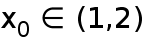 x₀ ∈ (1,2)